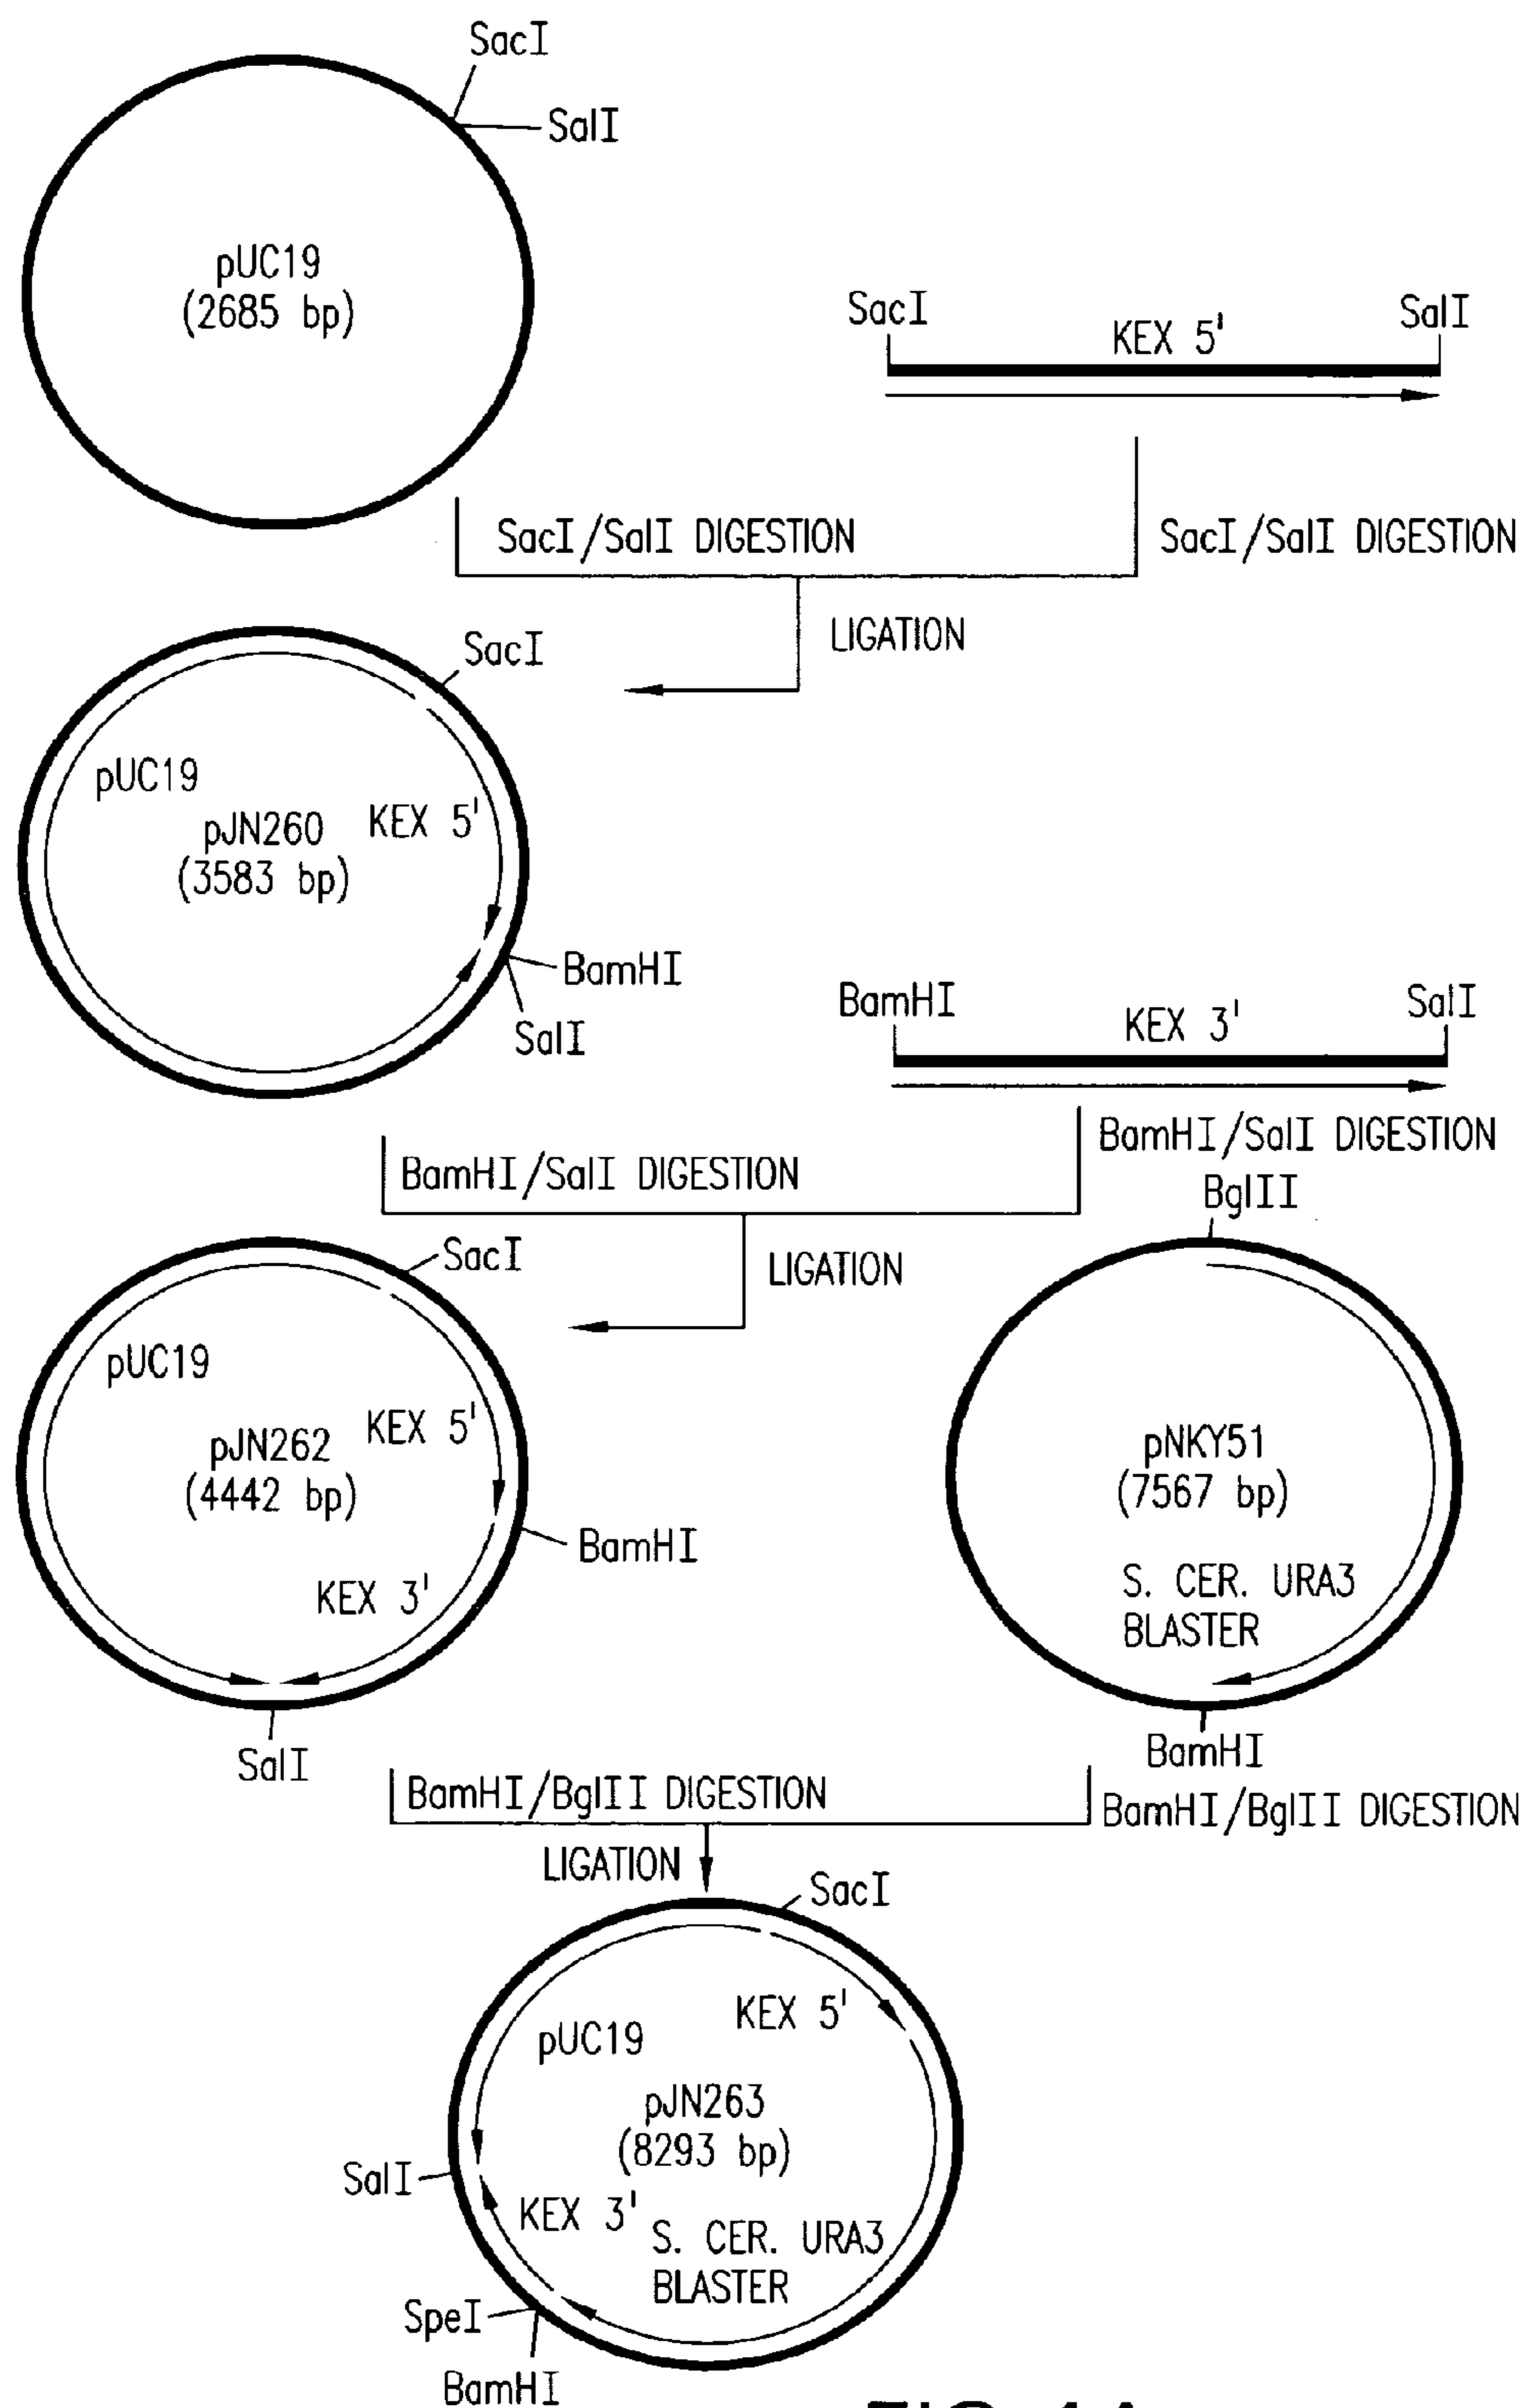 SacI
SalI
pUC19
(2685 bp)
SacI
KEX 5'
SalI
SacI/SalI DIGESTION
SacI/SalI DIGESTION
LIGATION
SacI
pUC19
pJN260
(3583 bp)
KEX 5'
BamHI
SalI
BamHI
KEX 3'
SalI
BamHI/SalI DIGESTION
BamHI/SalI DIGESTION
LIGATION
SacI
pUC19
pJN262
(4442 bp)
KEX 5'
BamHI
KEX 3'
SalI
BglII
pNKY51
(7567 bp)
S. CER. URA3
BLASTER
BamHI
BamHI/BglII DIGESTION
BamHI/BglII DIGESTION
LIGATION
SacI
KEX 5'
pUC19
pJN263
(8293 bp)
SalI
KEX 3'
S. CER. URA3
BLASTER
SpeI
BamHI